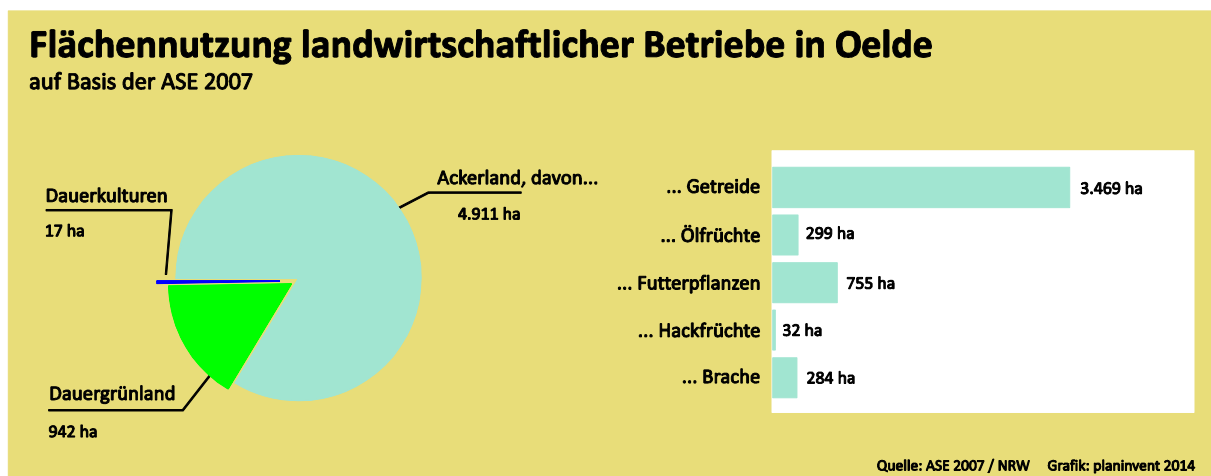 Flächennutzung landwirtschaftlicher Betriebe in Oelde
auf Basis der ASE 2007
Dauerkulturen
17 ha
Ackerland, davon...
4.911 ha
Dauergrünland
942 ha
... Getreide
3.469 ha
... Ölfrüchte
299 ha
... Futterpflanzen
755 ha
... Hackfrüchte
32 ha
... Brache
284 ha
Quelle: ASE 2007 / NRW Grafik: planinvent 2014